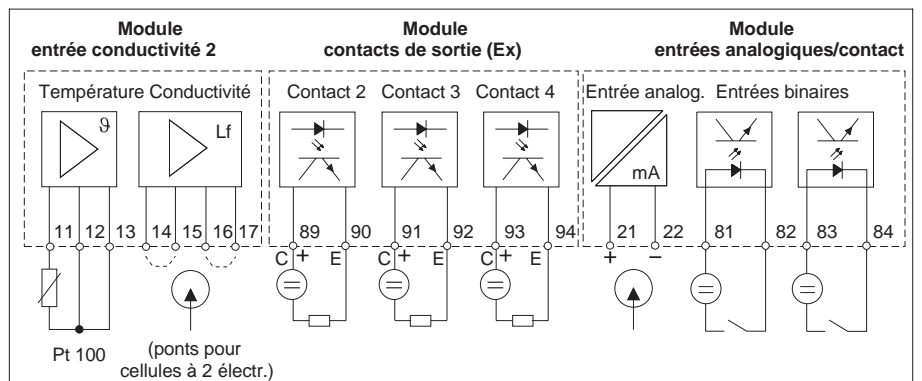 Module
entrée conductivité 2
Module
contacts de sortie (Ex)
Module
entrées analogiques/contact
Température Conductivité
Contact 2 Contact 3 Contact 4
Entrée analog. Entrées binaires
ϑ
Lf
mA
11 12 13 14 15 16 17
89 90 91 92 93 94
21 22 81 82 83 84
C + E C + E C + E
+ −
Pt 100
(ponts pour
cellules à 2 électr.)